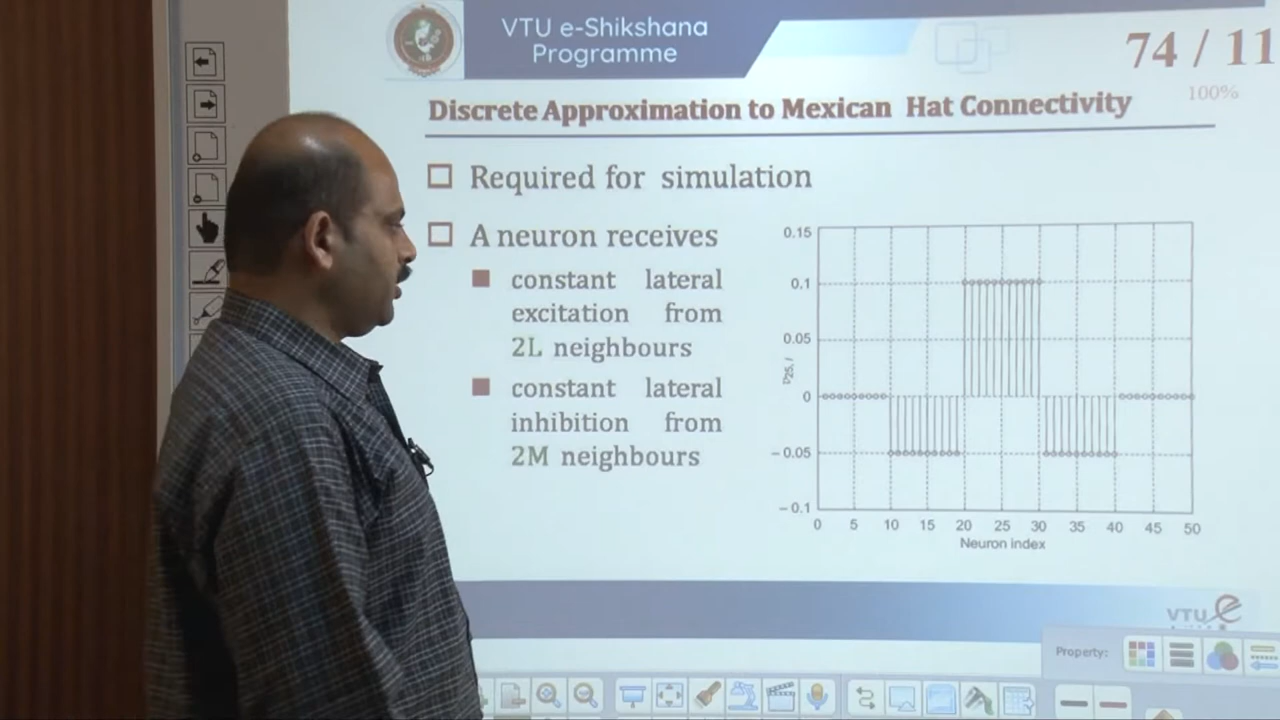 VTU e-Shikshana
Programme
74 / 11
100%
Discrete Approximation to Mexican Hat Connectivity
Required for simulation
A neuron receives
constant lateral
excitation from
2L neighbours
constant lateral
inhibition from
2M neighbours
0.15
0.1
0.05
0
– 0.05
– 0.1
0 5 10 15 20 25 30 35 40 45 50
Neuron index
VTU e
Property: